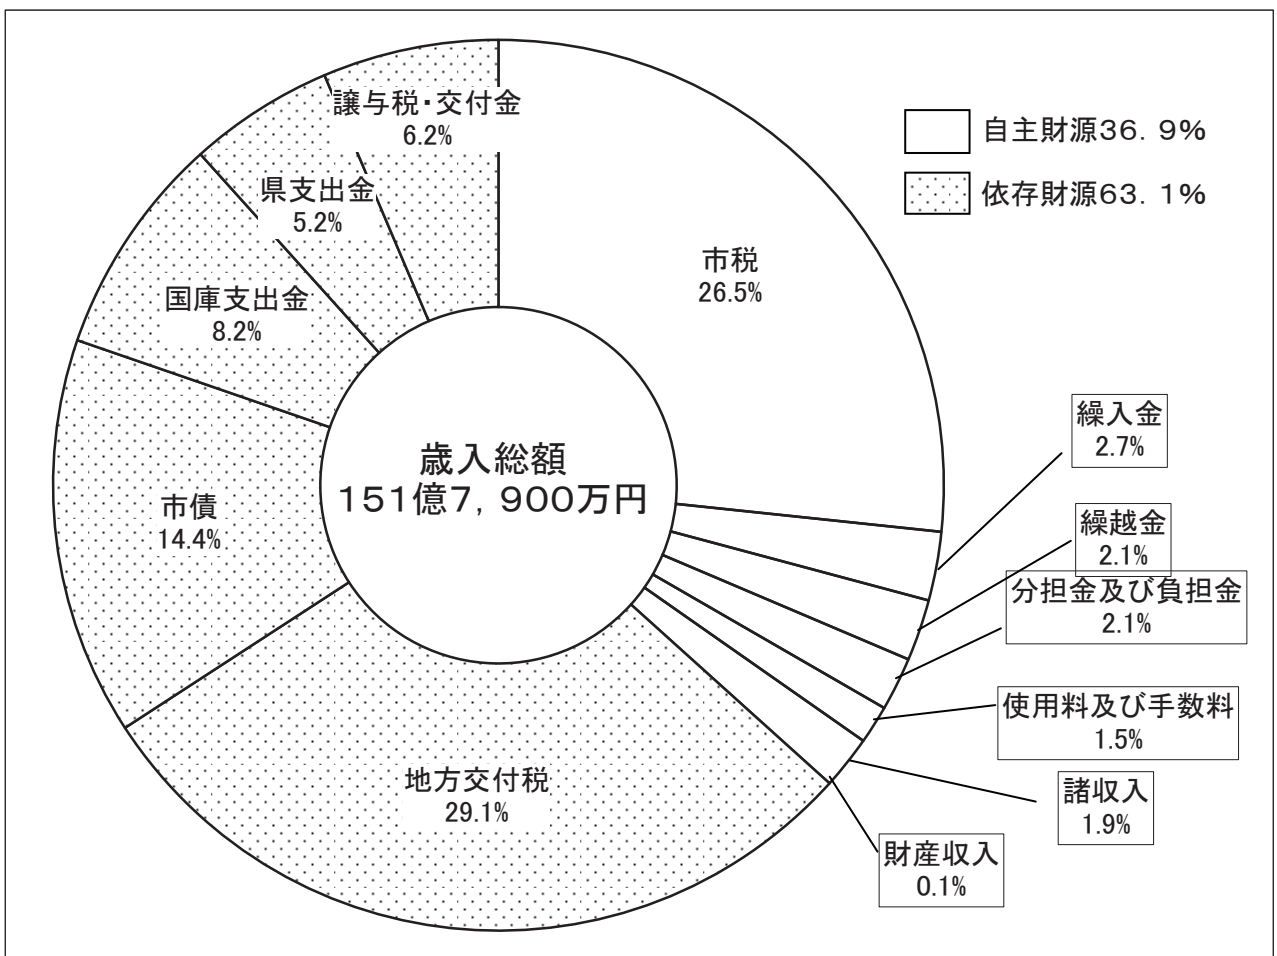 譲与税・交付金
6.2%
県支出金
5.2%
国庫支出金
8.2%
市債
14.4%
地方交付税
29.1%
市税
26.5%
歳入総額
151億7,900万円
自主財源36.9%
依存財源63.1%
繰入金
2.7%
繰越金
2.1%
分担金及び負担金
2.1%
使用料及び手数料
1.5%
諸収入
1.9%
財産収入
0.1%